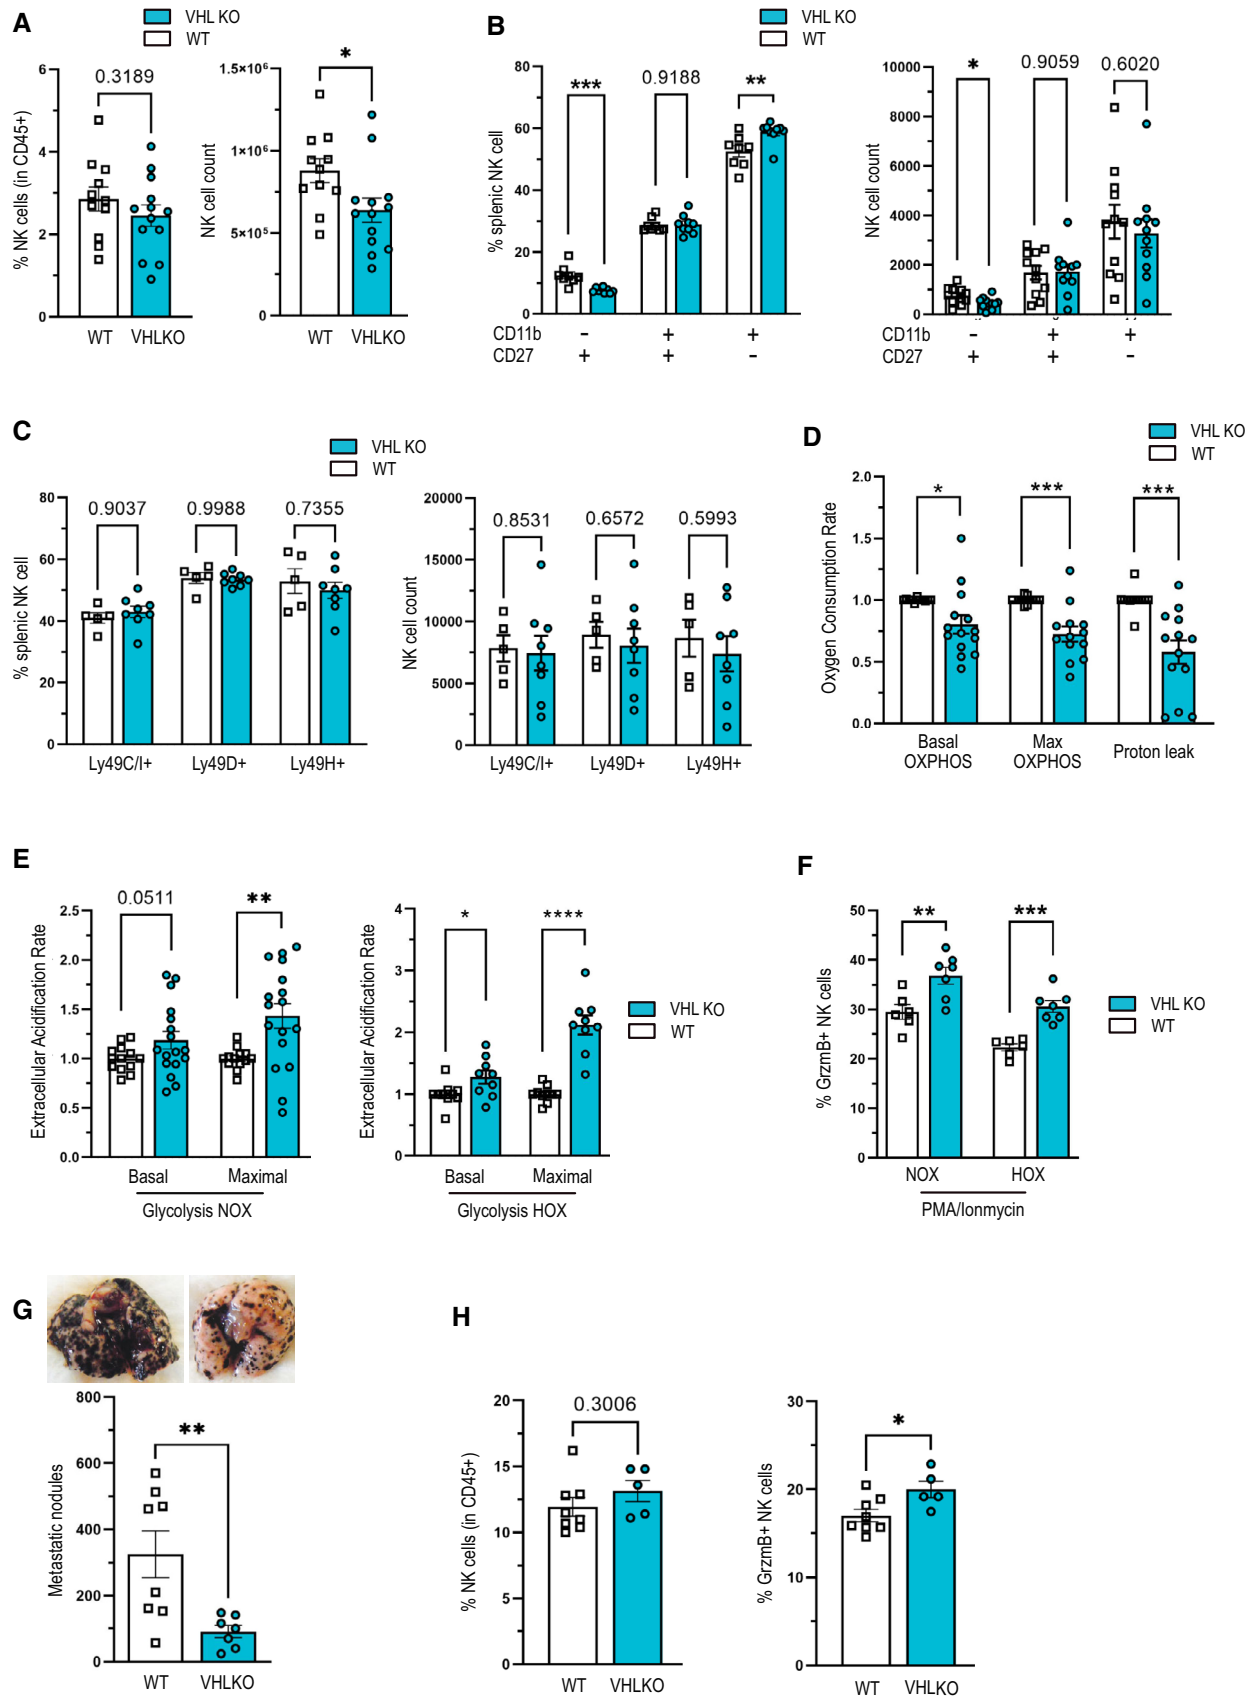 A
VHL KO
WT
% NK cells (in CD45+)
6
4
2
0
0.3189
WT VHLKO
NK cell count
1.5×10⁶
1×10⁶
5×10⁵
0
*
WT VHLKO
B
VHL KO
WT
% splenic NK cell
80
60
40
20
0
*** 0.9188 **
CD11b - + +
CD27 + + -
NK cell count
10000
8000
6000
4000
2000
0
* 0.9059 0.6020
CD11b - + +
CD27 + + -
C
VHL KO
WT
% splenic NK cell
80
60
40
20
0
0.9037 0.9988 0.7355
Ly49C/I+ Ly49D+ Ly49H+
NK cell count
20000
15000
10000
5000
0
0.8531 0.6572 0.5993
Ly49C/I+ Ly49D+ Ly49H+
D
VHL KO
WT
Oxygen Consumption Rate
2.0
1.5
1.0
0.5
0.0
* *** ***
Basal OXPHOS
Max OXPHOS
Proton leak
E
Extracellular Acidification Rate
2.5
2.0
1.5
1.0
0.5
0.0
0.0511 **
Basal Maximal
Glycolysis NOX
Extracellular Acidification Rate
4
3
2
1
0
* ****
Basal Maximal
Glycolysis HOX
VHL KO
WT
F
% GrzmB+ NK cells
50
40
30
20
10
0
** ***
NOX HOX
PMA/Ionmycin
VHL KO
WT
G
Metastatic nodules
800
600
400
200
0
**
WT VHLKO
H
% NK cells (in CD45+)
20
15
10
5
0
0.3006
WT VHLKO
% GrzmB+ NK cells
30
20
10
0
*
WT VHLKO